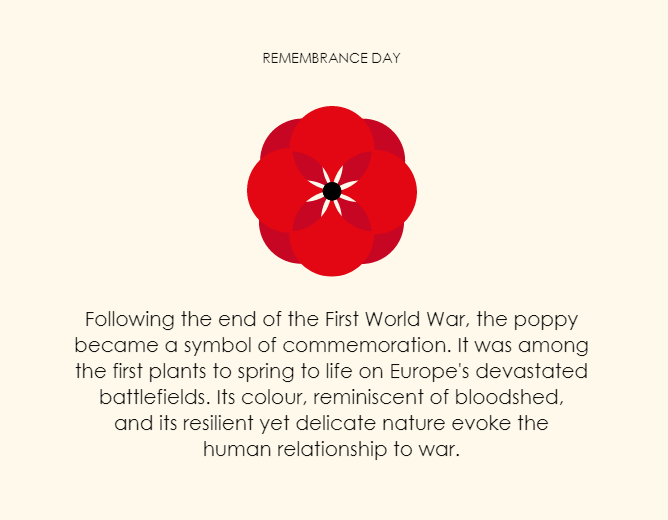 REMEMBRANCE DAY
Following the end of the First World War, the poppy
became a symbol of commemoration. It was among
the first plants to spring to life on Europe's devastated
battlefields. Its colour, reminiscent of bloodshed,
and its resilient yet delicate nature evoke the
human relationship to war.